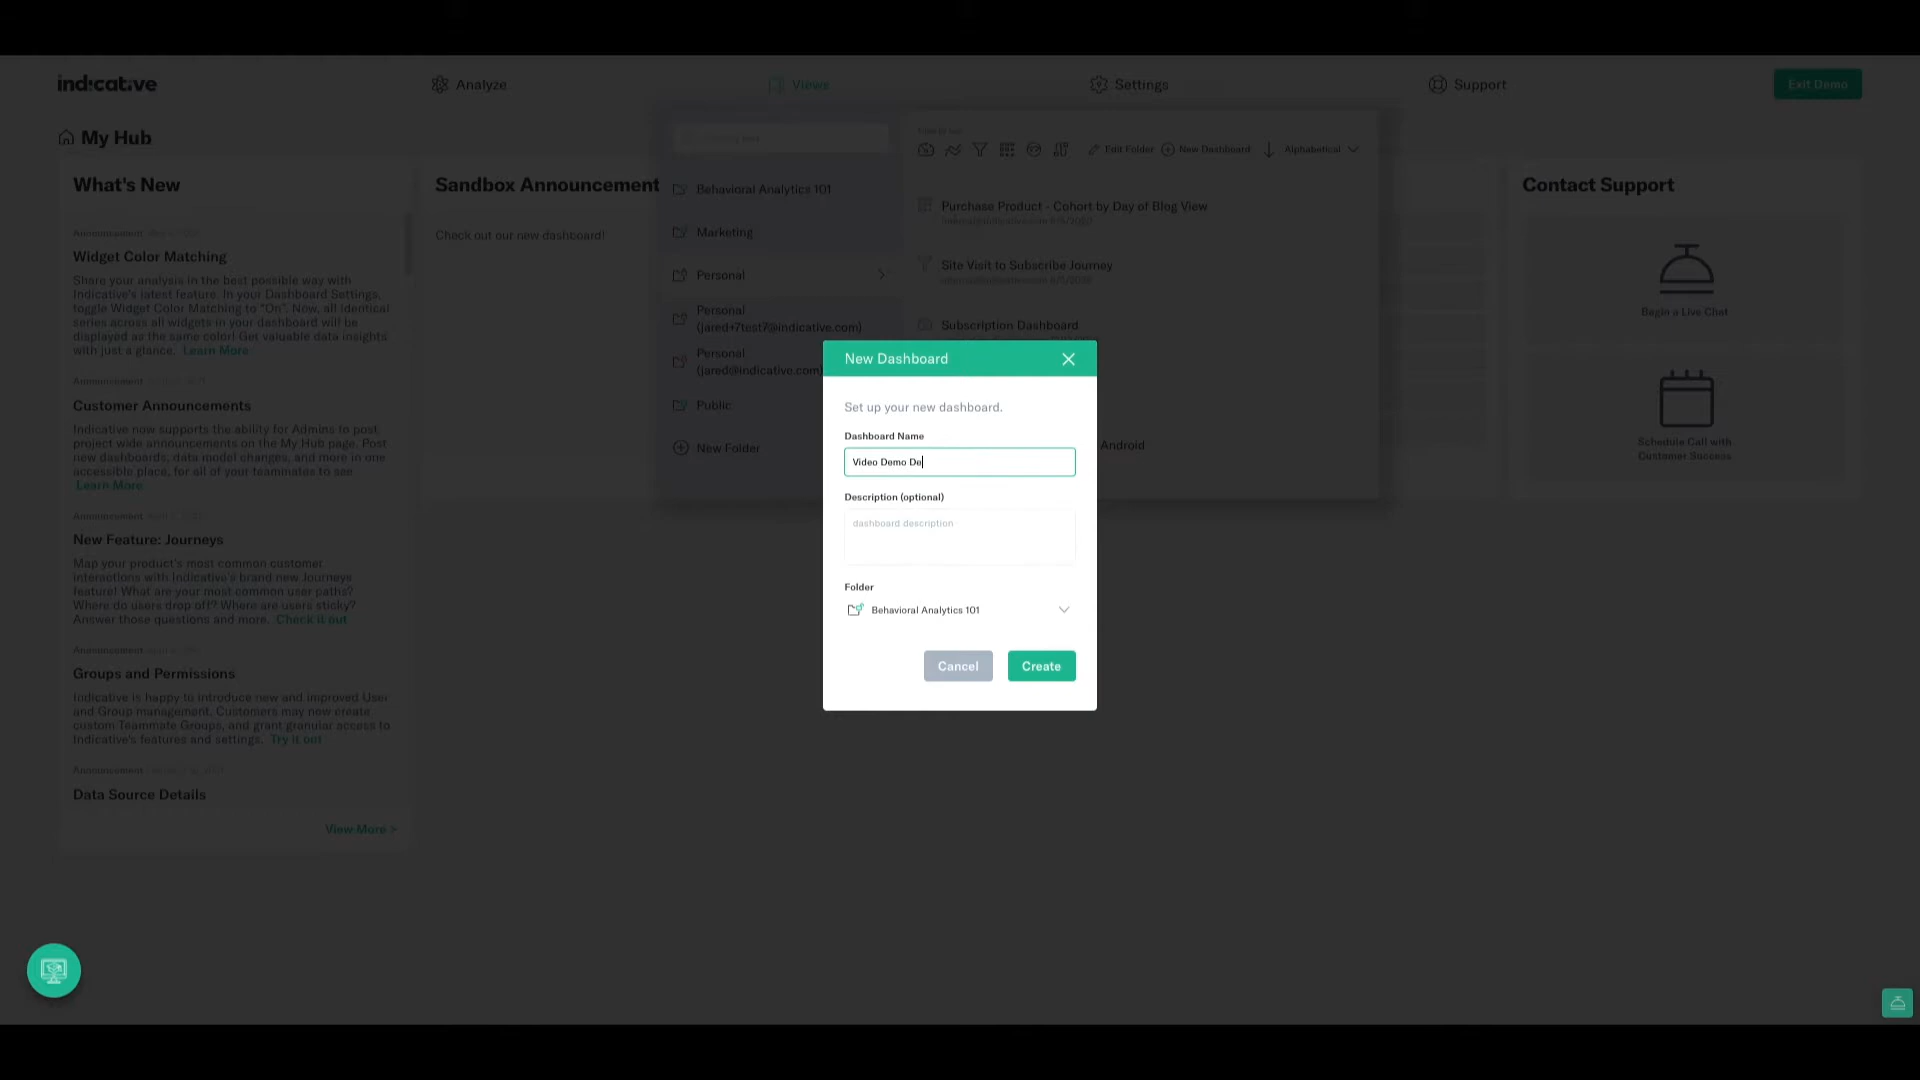 indicative
Analyze
Views
Settings
Support
Exit Demo
My Hub
What's New
Announcement
Widget Color Matching
Share your analysis in the best possible way with
Indicative's latest feature. In your Dashboard Settings,
toggle Widget Color Matching to "On". Now, all identical
series across all widgets in your dashboard will be
displayed as the same color! Get valuable data insights
with just a glance. Learn More
Announcement
Customer Announcements
Indicative now supports the ability for Admins to post
project wide announcements on the My Hub page. Post
new dashboards, data model changes, and more in one
accessible place, for all of your teammates to see.
Learn More
Announcement
New Feature: Journeys
Map your product's most common customer
interactions with Indicative's brand new Journeys
feature! What are your most common user paths?
Where do users drop off? Where are users sticky?
Answer those questions and more. Check it out
Announcement
Groups and Permissions
Indicative is happy to introduce new and improved User
and Group management. Customers may now create
custom Teammate Groups, and grant granular access to
Indicative's features and settings. Try it out
Announcement
Data Source Details
View More >
Sandbox Announcement
Check out our new dashboard!
Behavioral Analytics 101
Marketing
Personal
Personal
(jared+7test7@indicative.com)
Personal
(jared@indicative.com)
Public
New Folder
Edit Folder
New Dashboard
Alphabetical
Purchase Product - Cohort by Day of Blog View
Site Visit to Subscribe Journey
Subscription Dashboard
Android
New Dashboard
Set up your new dashboard.
Dashboard Name
Video Demo De
Description (optional)
dashboard description
Folder
Behavioral Analytics 101
Cancel
Create
Contact Support
Begin a Live Chat
Schedule Call with
Customer Success